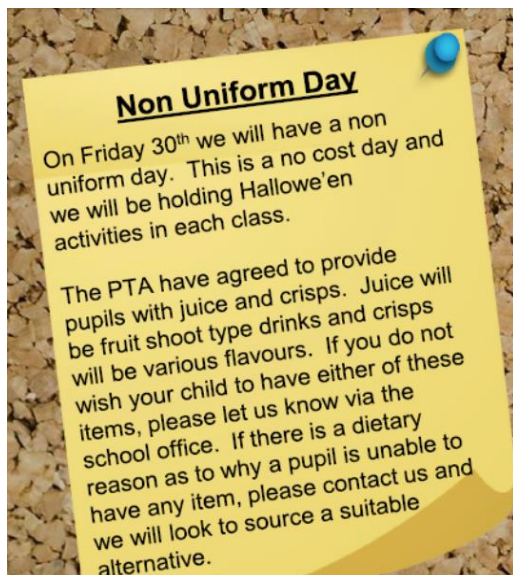 Non Uniform Day
On Friday 30th we will have a non
uniform day.  This is a no cost day and
we will be holding Hallowe'en
activities in each class.
The PTA have agreed to provide
pupils with juice and crisps.  Juice will
be fruit shoot type drinks and crisps
will be various flavours.  If you do not
wish your child to have either of these
items, please let us know via the
school office.  If there is a dietary
reason as to why a pupil is unable to
have any item, please contact us and
we will look to source a suitable
alternative.